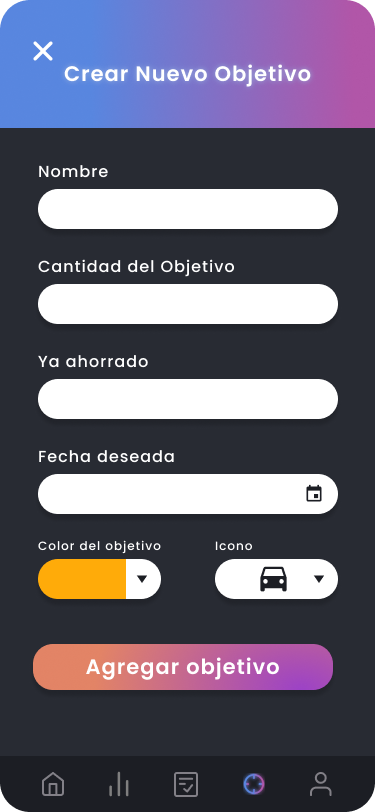 Crear Nuevo Objetivo
Nombre
Cantidad del Objetivo
Ya ahorrado
Fecha deseada
Color del objetivo
Icono
Agregar objetivo